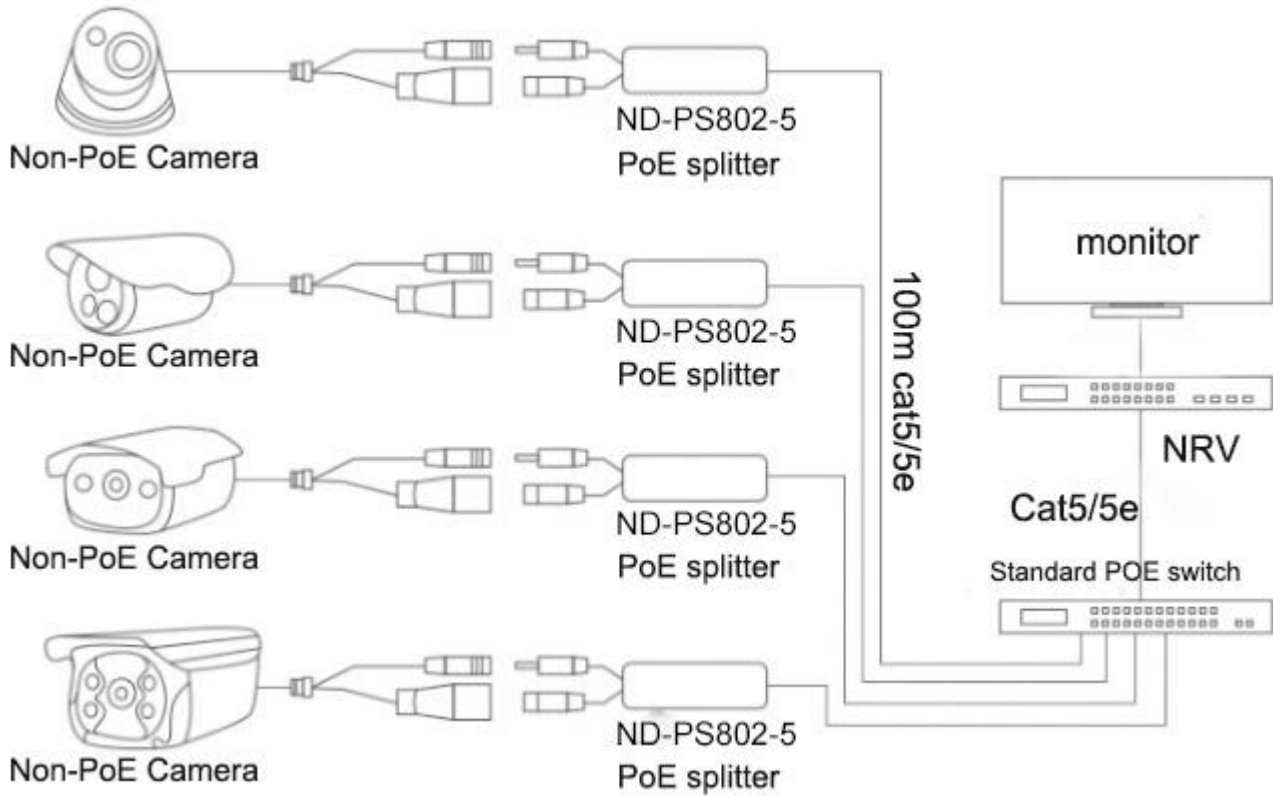 ND-PS802-5
PoE splitter
Non-PoE Camera
ND-PS802-5
PoE splitter
Non-PoE Camera
ND-PS802-5
PoE splitter
Non-PoE Camera
ND-PS802-5
PoE splitter
Non-PoE Camera
100m cat5/5e
monitor
NRV
Cat5/5e
Standard POE switch